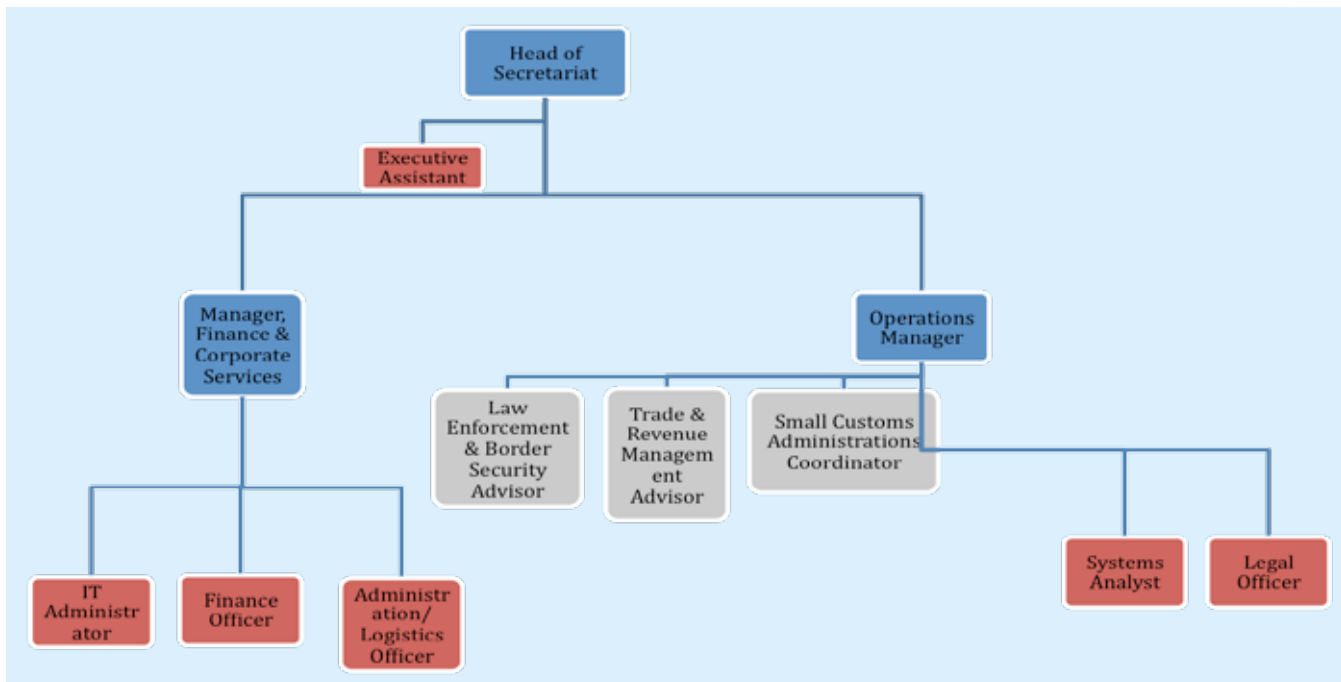 Head of
Secretariat
Executive
Assistant
Manager,
Finance &
Corporate
Services
Operations
Manager
Law
Enforcement
& Border
Security
Advisor
Trade &
Revenue
Managem
ent
Advisor
Small Customs
Administrations
Coordinator
IT
Administr
ator
Finance
Officer
Administr
ation/
Logistics
Officer
Systems
Analyst
Legal
Officer